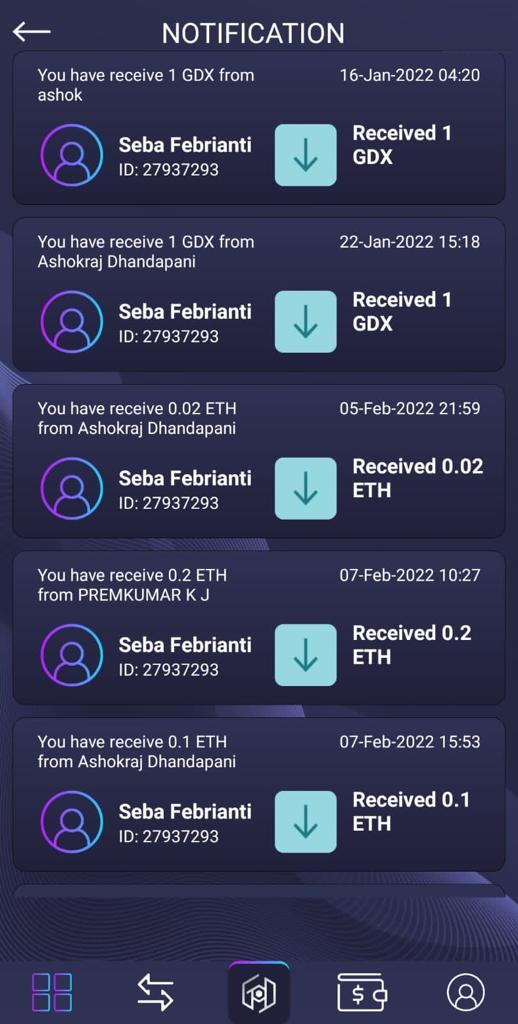 NOTIFICATION
You have receive 1 GDX from
ashok
16-Jan-2022 04:20
Seba Febrianti
ID: 27937293
Received 1
GDX
You have receive 1 GDX from
Ashokraj Dhandapani
22-Jan-2022 15:18
Seba Febrianti
ID: 27937293
Received 1
GDX
You have receive 0.02 ETH
from Ashokraj Dhandapani
05-Feb-2022 21:59
Seba Febrianti
ID: 27937293
Received 0.02
ETH
You have receive 0.2 ETH
from PREMKUMAR K J
07-Feb-2022 10:27
Seba Febrianti
ID: 27937293
Received 0.2
ETH
You have receive 0.1 ETH
from Ashokraj Dhandapani
07-Feb-2022 15:53
Seba Febrianti
ID: 27937293
Received 0.1
ETH